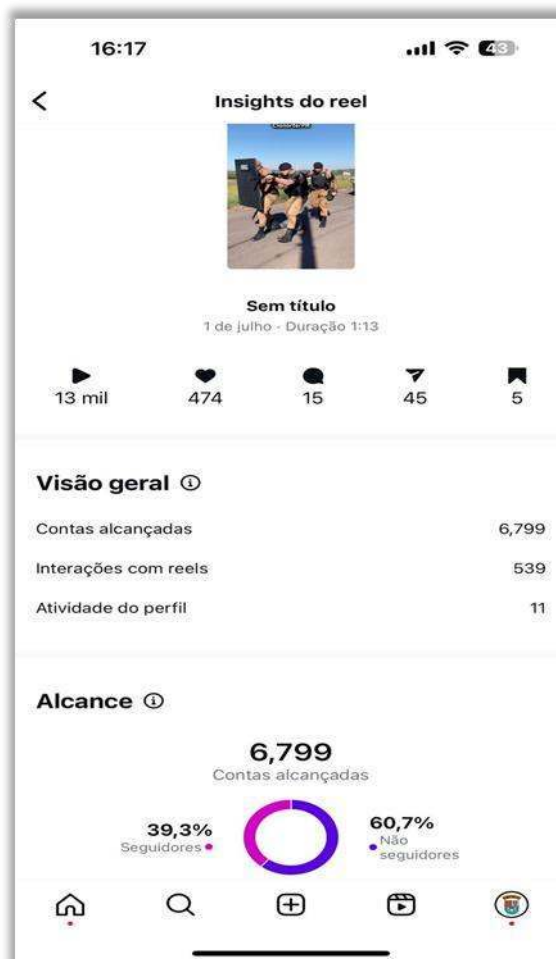 16:17
43
Insights do reel
Sem título
1 de julho - Duração 1:13
13 mil 474 15 45 5
Visão geral
Contas alcançadas 6,799
Interações com reels 539
Atividade do perfil 11
Alcance
6,799
Contas alcançadas
39,3% 60,7%
Seguidores Não
seguidores